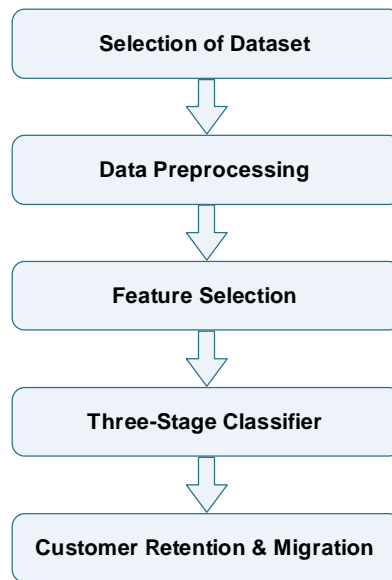 Selection of Dataset
Data Preprocessing
Feature Selection
Three-Stage Classifier
Customer Retention & Migration